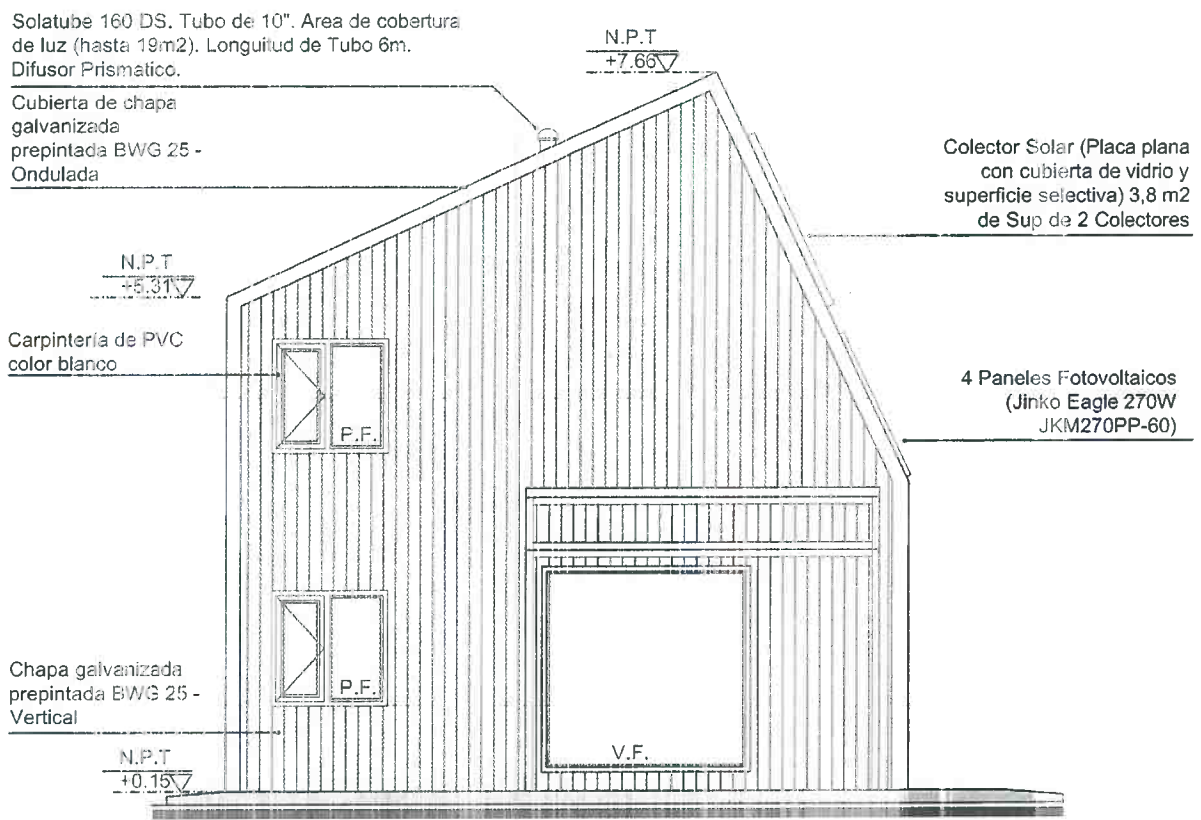 Solatube 160 DS. Tubo de 10". Area de cobertura
de luz (hasta 19m2). Longuitud de Tubo 6m.
Difusor Prismatico.
Cubierta de chapa
galvanizada
prepintada BWG 25 -
Ondulada
N.P.T
+7.66
Colector Solar (Placa plana
con cubierta de vidrio y
superficie selectiva) 3,8 m2
de Sup de 2 Colectores
N.P.T
+5.31
Carpintería de PVC
color blanco
P.F.
4 Paneles Fotovoltaicos
(Jinko Eagle 270W
JKM270PP-60)
P.F.
Chapa galvanizada
prepintada BWG 25 -
Vertical
V.F.
N.P.T
+0.15